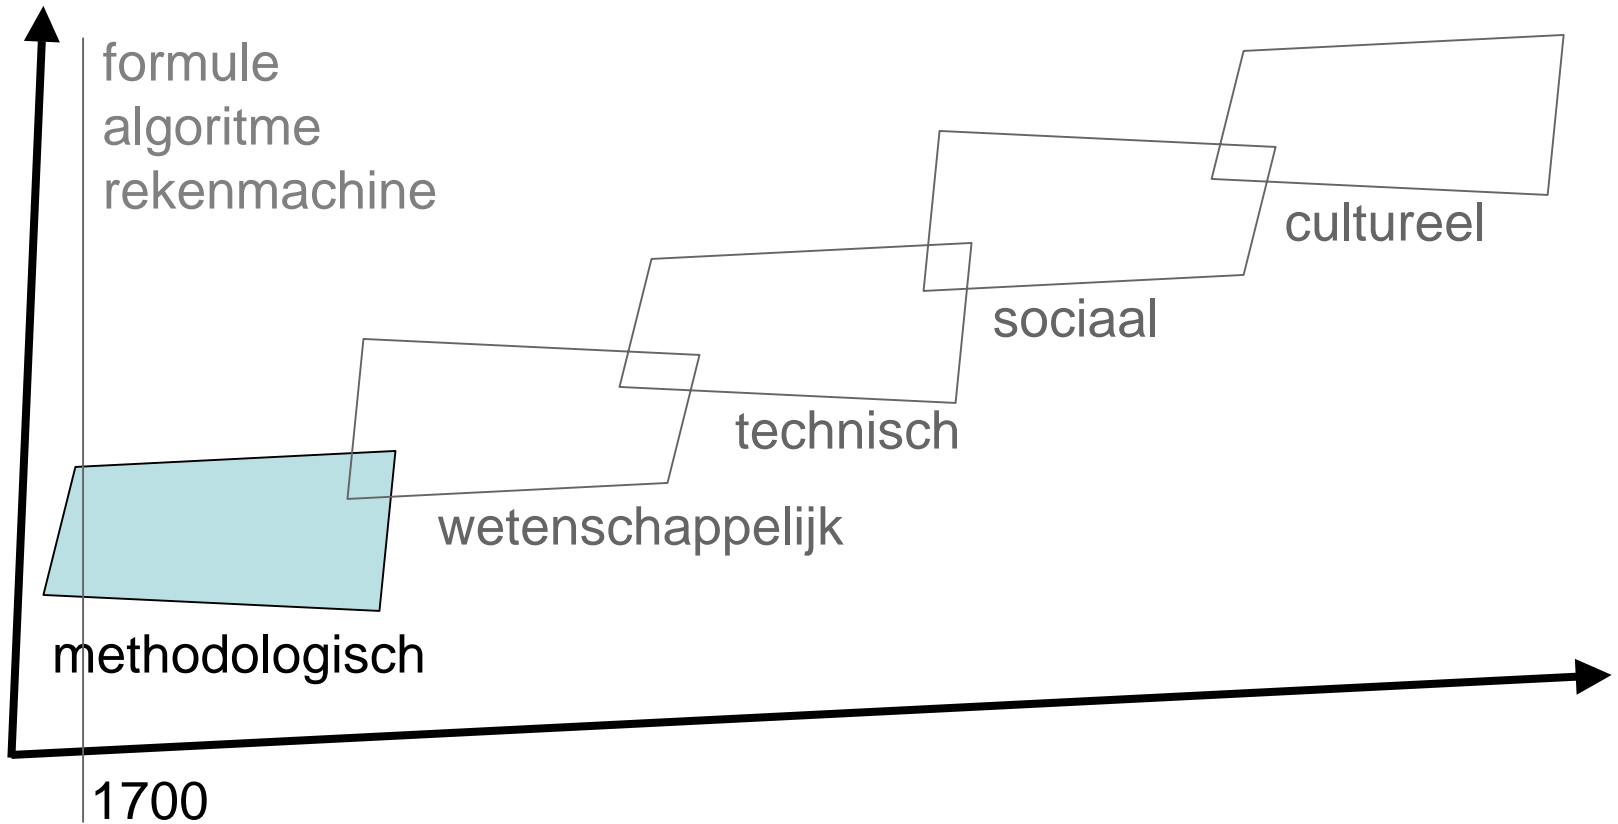 formule
algoritme
rekenmachine
cultureel
sociaal
technisch
wetenschappelijk
methodologisch
1700